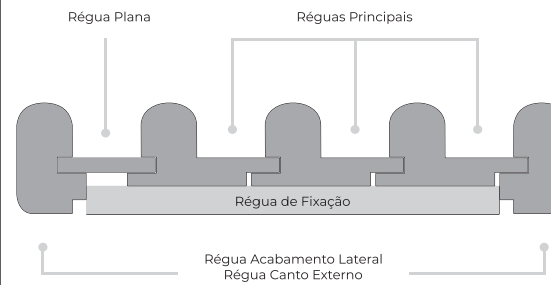 Régua Plana
Réguas Principais
Régua de Fixação
Régua Acabamento Lateral
Régua Canto Externo